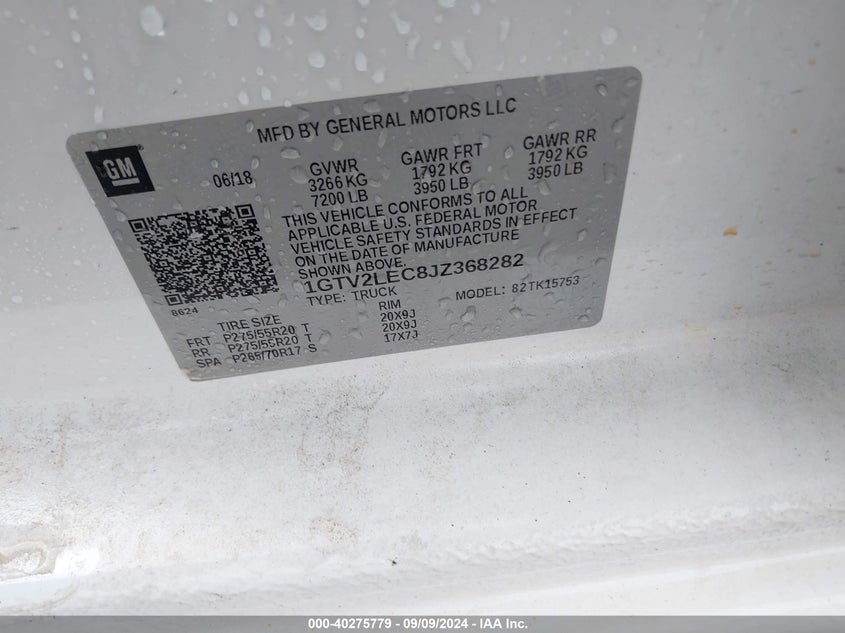 MFD BY GENERAL MOTORS LLC
GM
06/18
GVWR
3266 KG
7200 LB
GAWR FRT
1792 KG
3950 LB
GAWR RR
1792 KG
3950 LB
THIS VEHICLE CONFORMS TO ALL
APPLICABLE U.S. FEDERAL MOTOR
VEHICLE SAFETY STANDARDS IN EFFECT
ON THE DATE OF MANUFACTURE
SHOWN ABOVE.
1GTV2LEC8JZ368282
TYPE: TRUCK
MODEL: 82TK15753
8624
TIRE SIZE
RIM
FRT P275/55R20 T 20X9J
RR P275/55R20 T 20X9J
SPA P265/70R17 S 17X7J
000-40275779 - 09/09/2024 - IAA Inc.